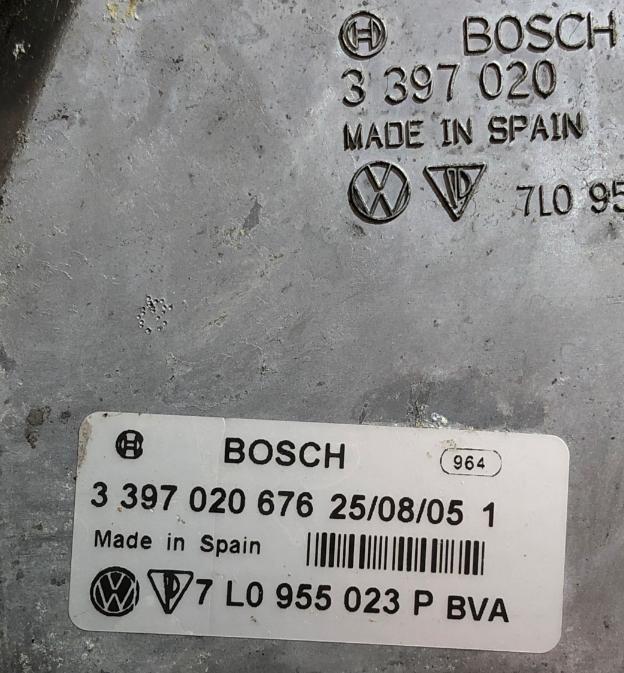 BOSCH
3 397 020
MADE IN SPAIN
7L0 95
BOSCH 964
3 397 020 676 25/08/05 1
Made in Spain
7 L0 955 023 P BVA